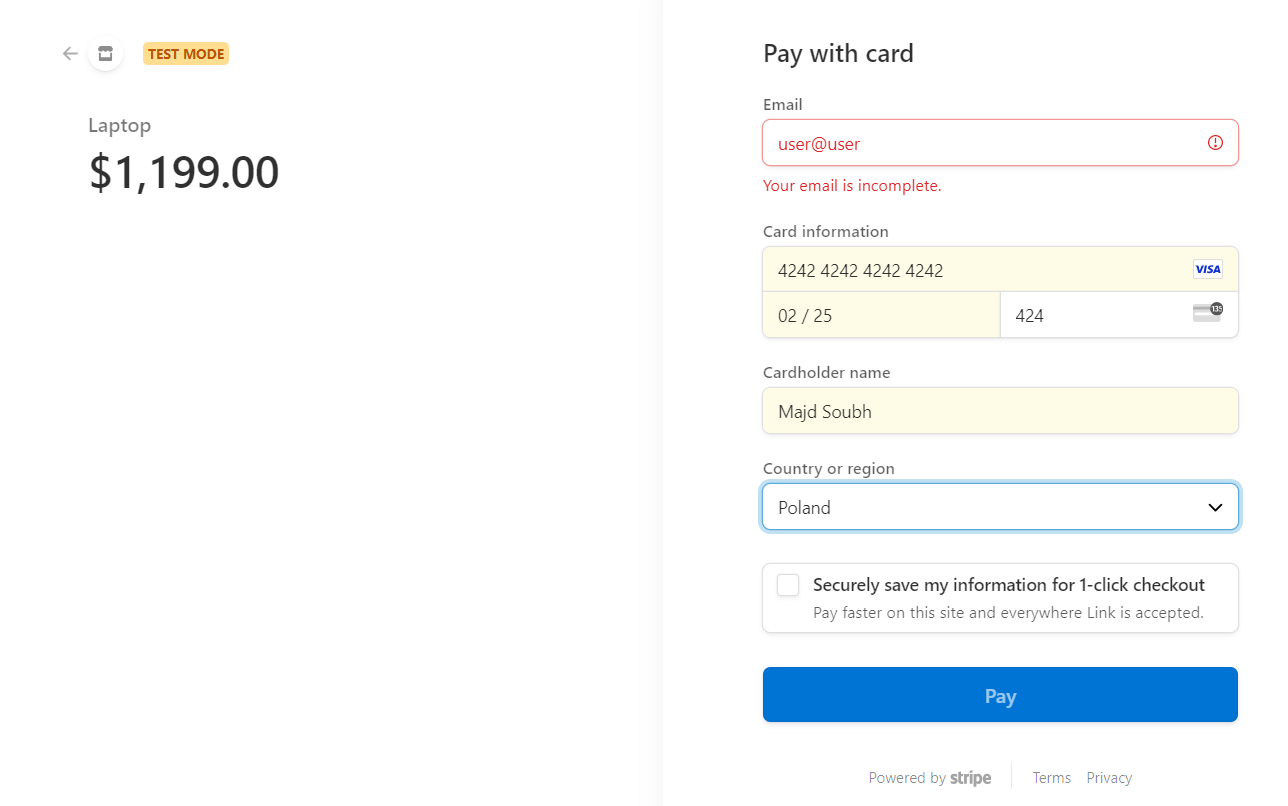 TEST MODE
Laptop
$1,199.00
Pay with card
Email
user@user
Your email is incomplete.
Card information
4242 4242 4242 4242
VISA
02 / 25
424
135
Cardholder name
Majd Soubh
Country or region
Poland
Securely save my information for 1-click checkout
Pay faster on this site and everywhere Link is accepted.
Pay
Powered by stripe
Terms
Privacy